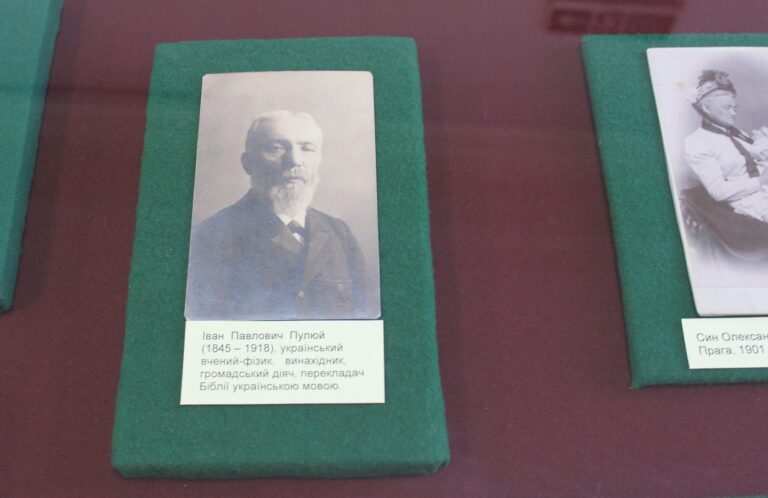 Іван Павлович Пулюй
(1845 – 1918), український
вчений-фізик, винахідник,
громадський діяч, перекладач
Біблії українською мовою.
Син Олексан
Прага, 1901